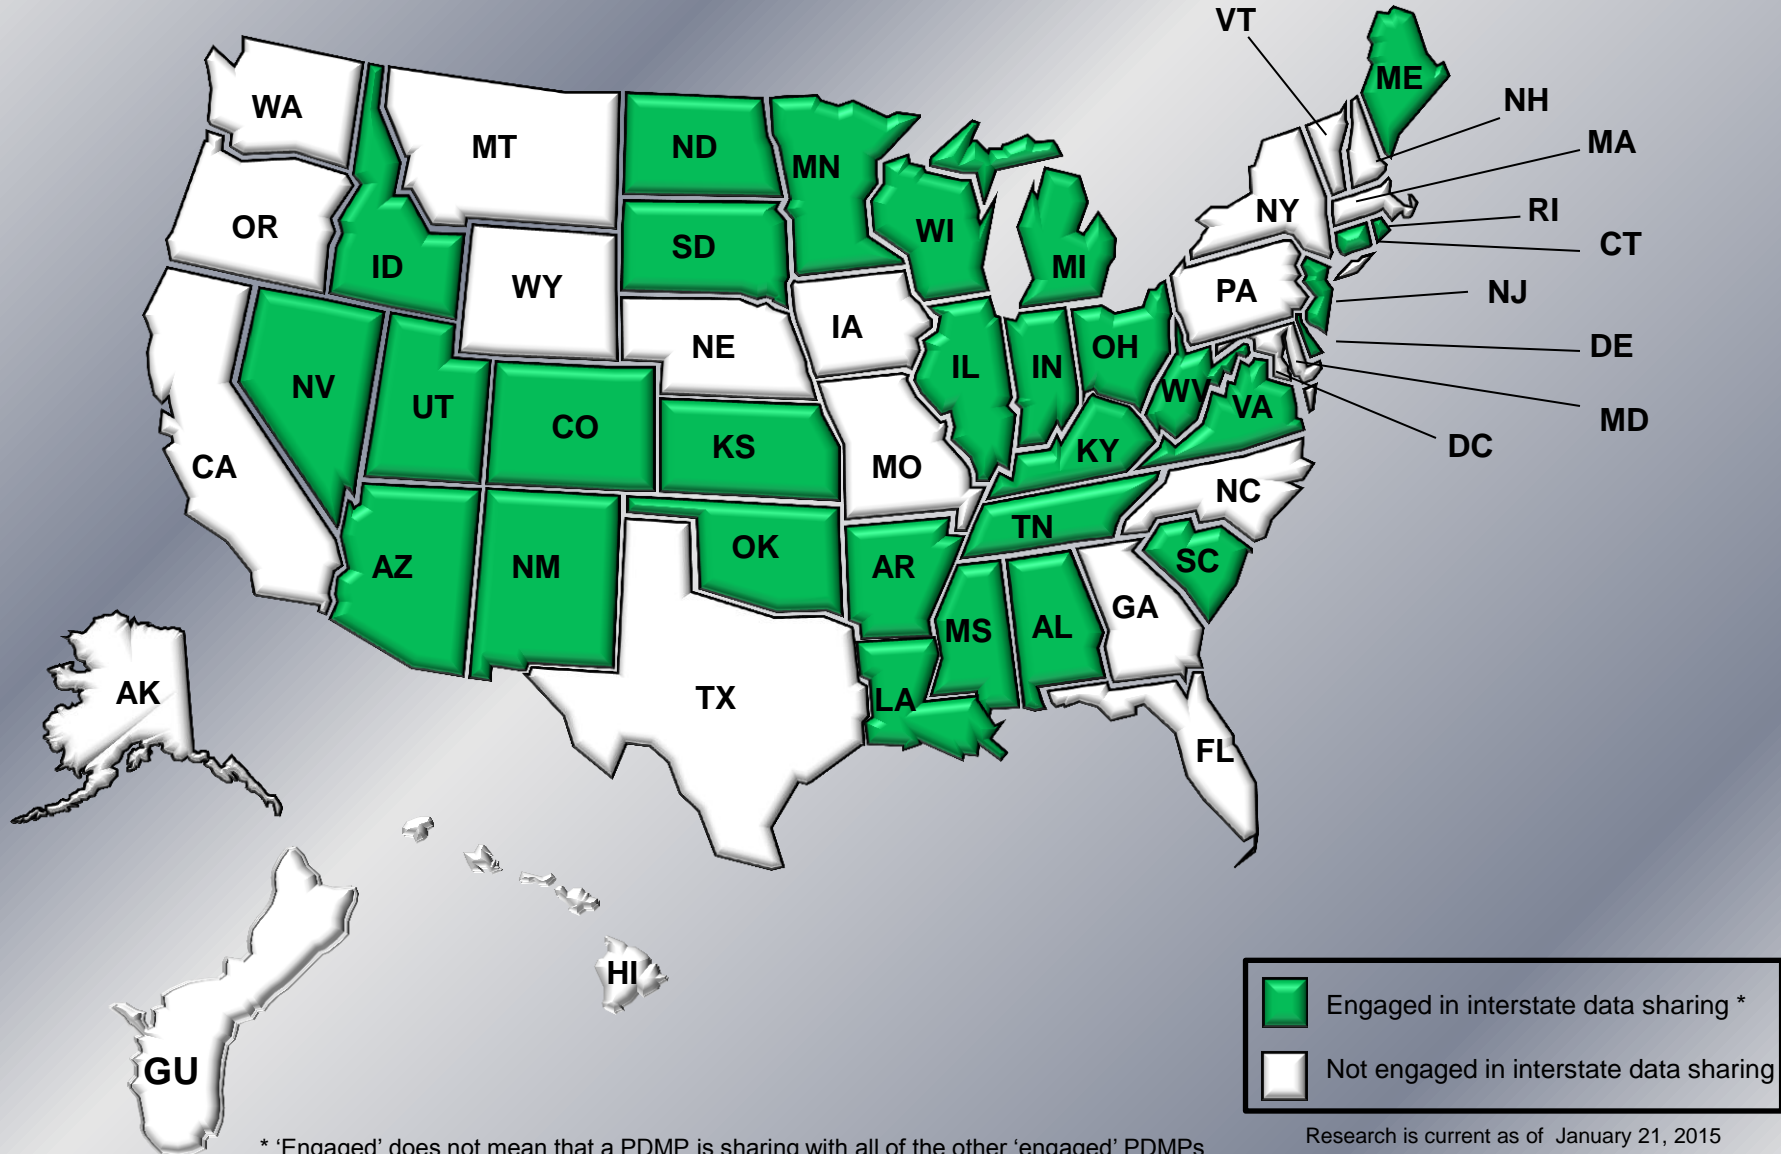 VT
ME
NH
WA
MT
ND
MN
MA
NY
RI
OR
WI
SD
CT
ID
MI
WY
PA
NJ
IA
NE
OH
DE
IL
IN
NV
WV
UT
VA
CO
MD
KS
KY
DC
CA
MO
NC
TN
OK
SC
AZ
NM
AR
GA
MS
AL
AK
TX
LA
FL
HI
GU
Engaged in interstate data sharing *
Not engaged in interstate data sharing
Research is current as of January 21, 2015
* ‘Engaged’ does not mean that a PDMP is sharing with all of the other ‘engaged’ PDMPs